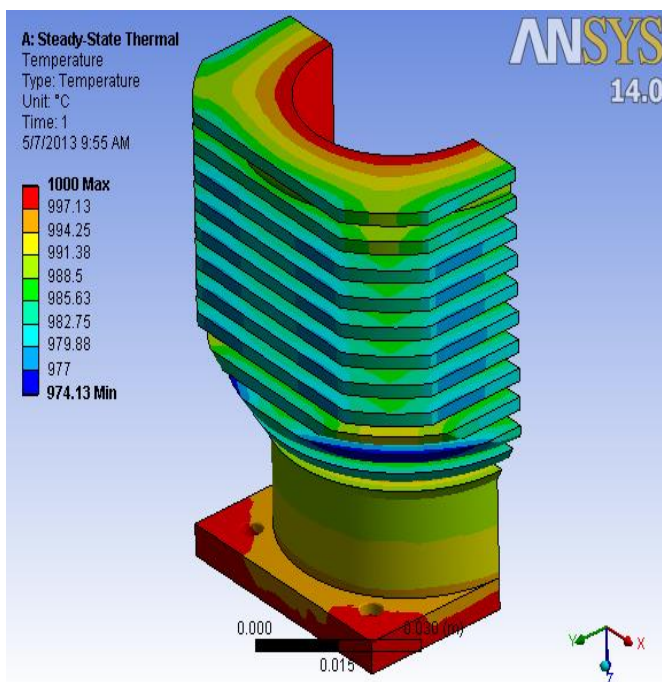 A: Steady-State Thermal
Temperature
Type: Temperature
Unit: °C
Time: 1
5/7/2013 9:55 AM
1000 Max
997.13
994.25
991.38
988.5
985.63
982.75
979.88
977
974.13 Min
ANSYS
14.0
0.000
0.030 (m)
0.015
Y
X
Z